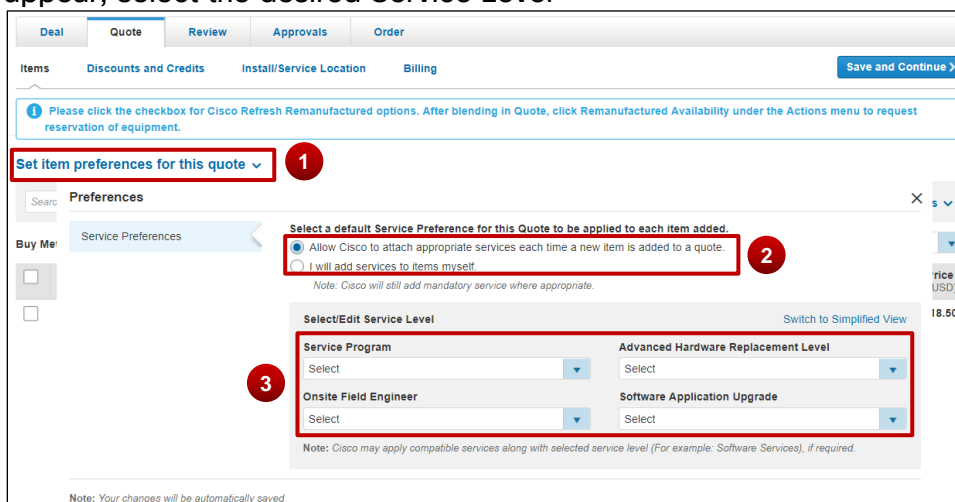 appear, select the desired Service Level
Deal Quote Review Approvals Order
Items Discounts and Credits Install/Service Location Billing Save and Continue
Please click the checkbox for Cisco Refresh Remanufactured options. After blending in Quote, click Remanufactured Availability under the Actions menu to request
reservation of equipment.
Set item preferences for this quote 1
Searc Preferences s
Service Preferences Select a default Service Preference for this Quote to be applied to each item added.
Buy Met Allow Cisco to attach appropriate services each time a new item is added to a quote. 2
I will add services to items myself. rice
Note: Cisco will still add mandatory service where appropriate. USD)
Select/Edit Service Level Switch to Simplified View 18.50
Service Program Advanced Hardware Replacement Level
Select Select
3
Onsite Field Engineer Software Application Upgrade
Select Select
Note: Cisco may apply compatible services along with selected service level (For example: Software Services), if required.
Note: Your changes will be automatically saved